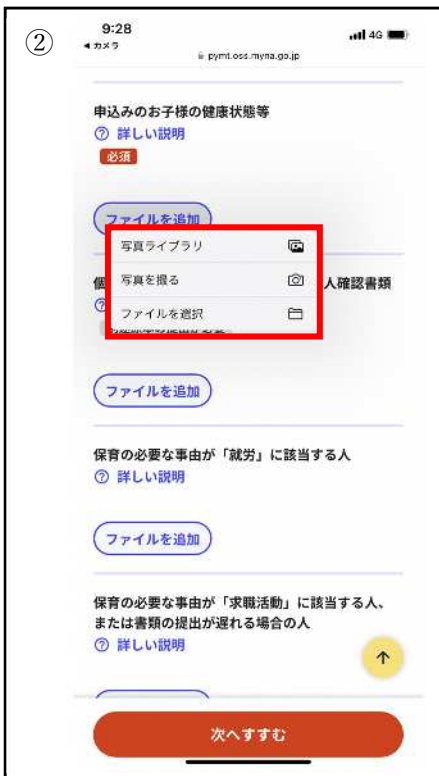 ②
9:28
4G
◀ カメラ
pymt.oss.myna.go.jp
申込みのお子様の健康状態等
? 詳しい説明
必須
ファイルを追加
写真ライブラリ
写真を撮る
ファイルを選択
個
人確認書類
?
ファイルを追加
保育の必要な事由が「就労」に該当する人
? 詳しい説明
ファイルを追加
保育の必要な事由が「求職活動」に該当する人、
または書類の提出が遅れる場合の人
? 詳しい説明
↑
次へすすむ